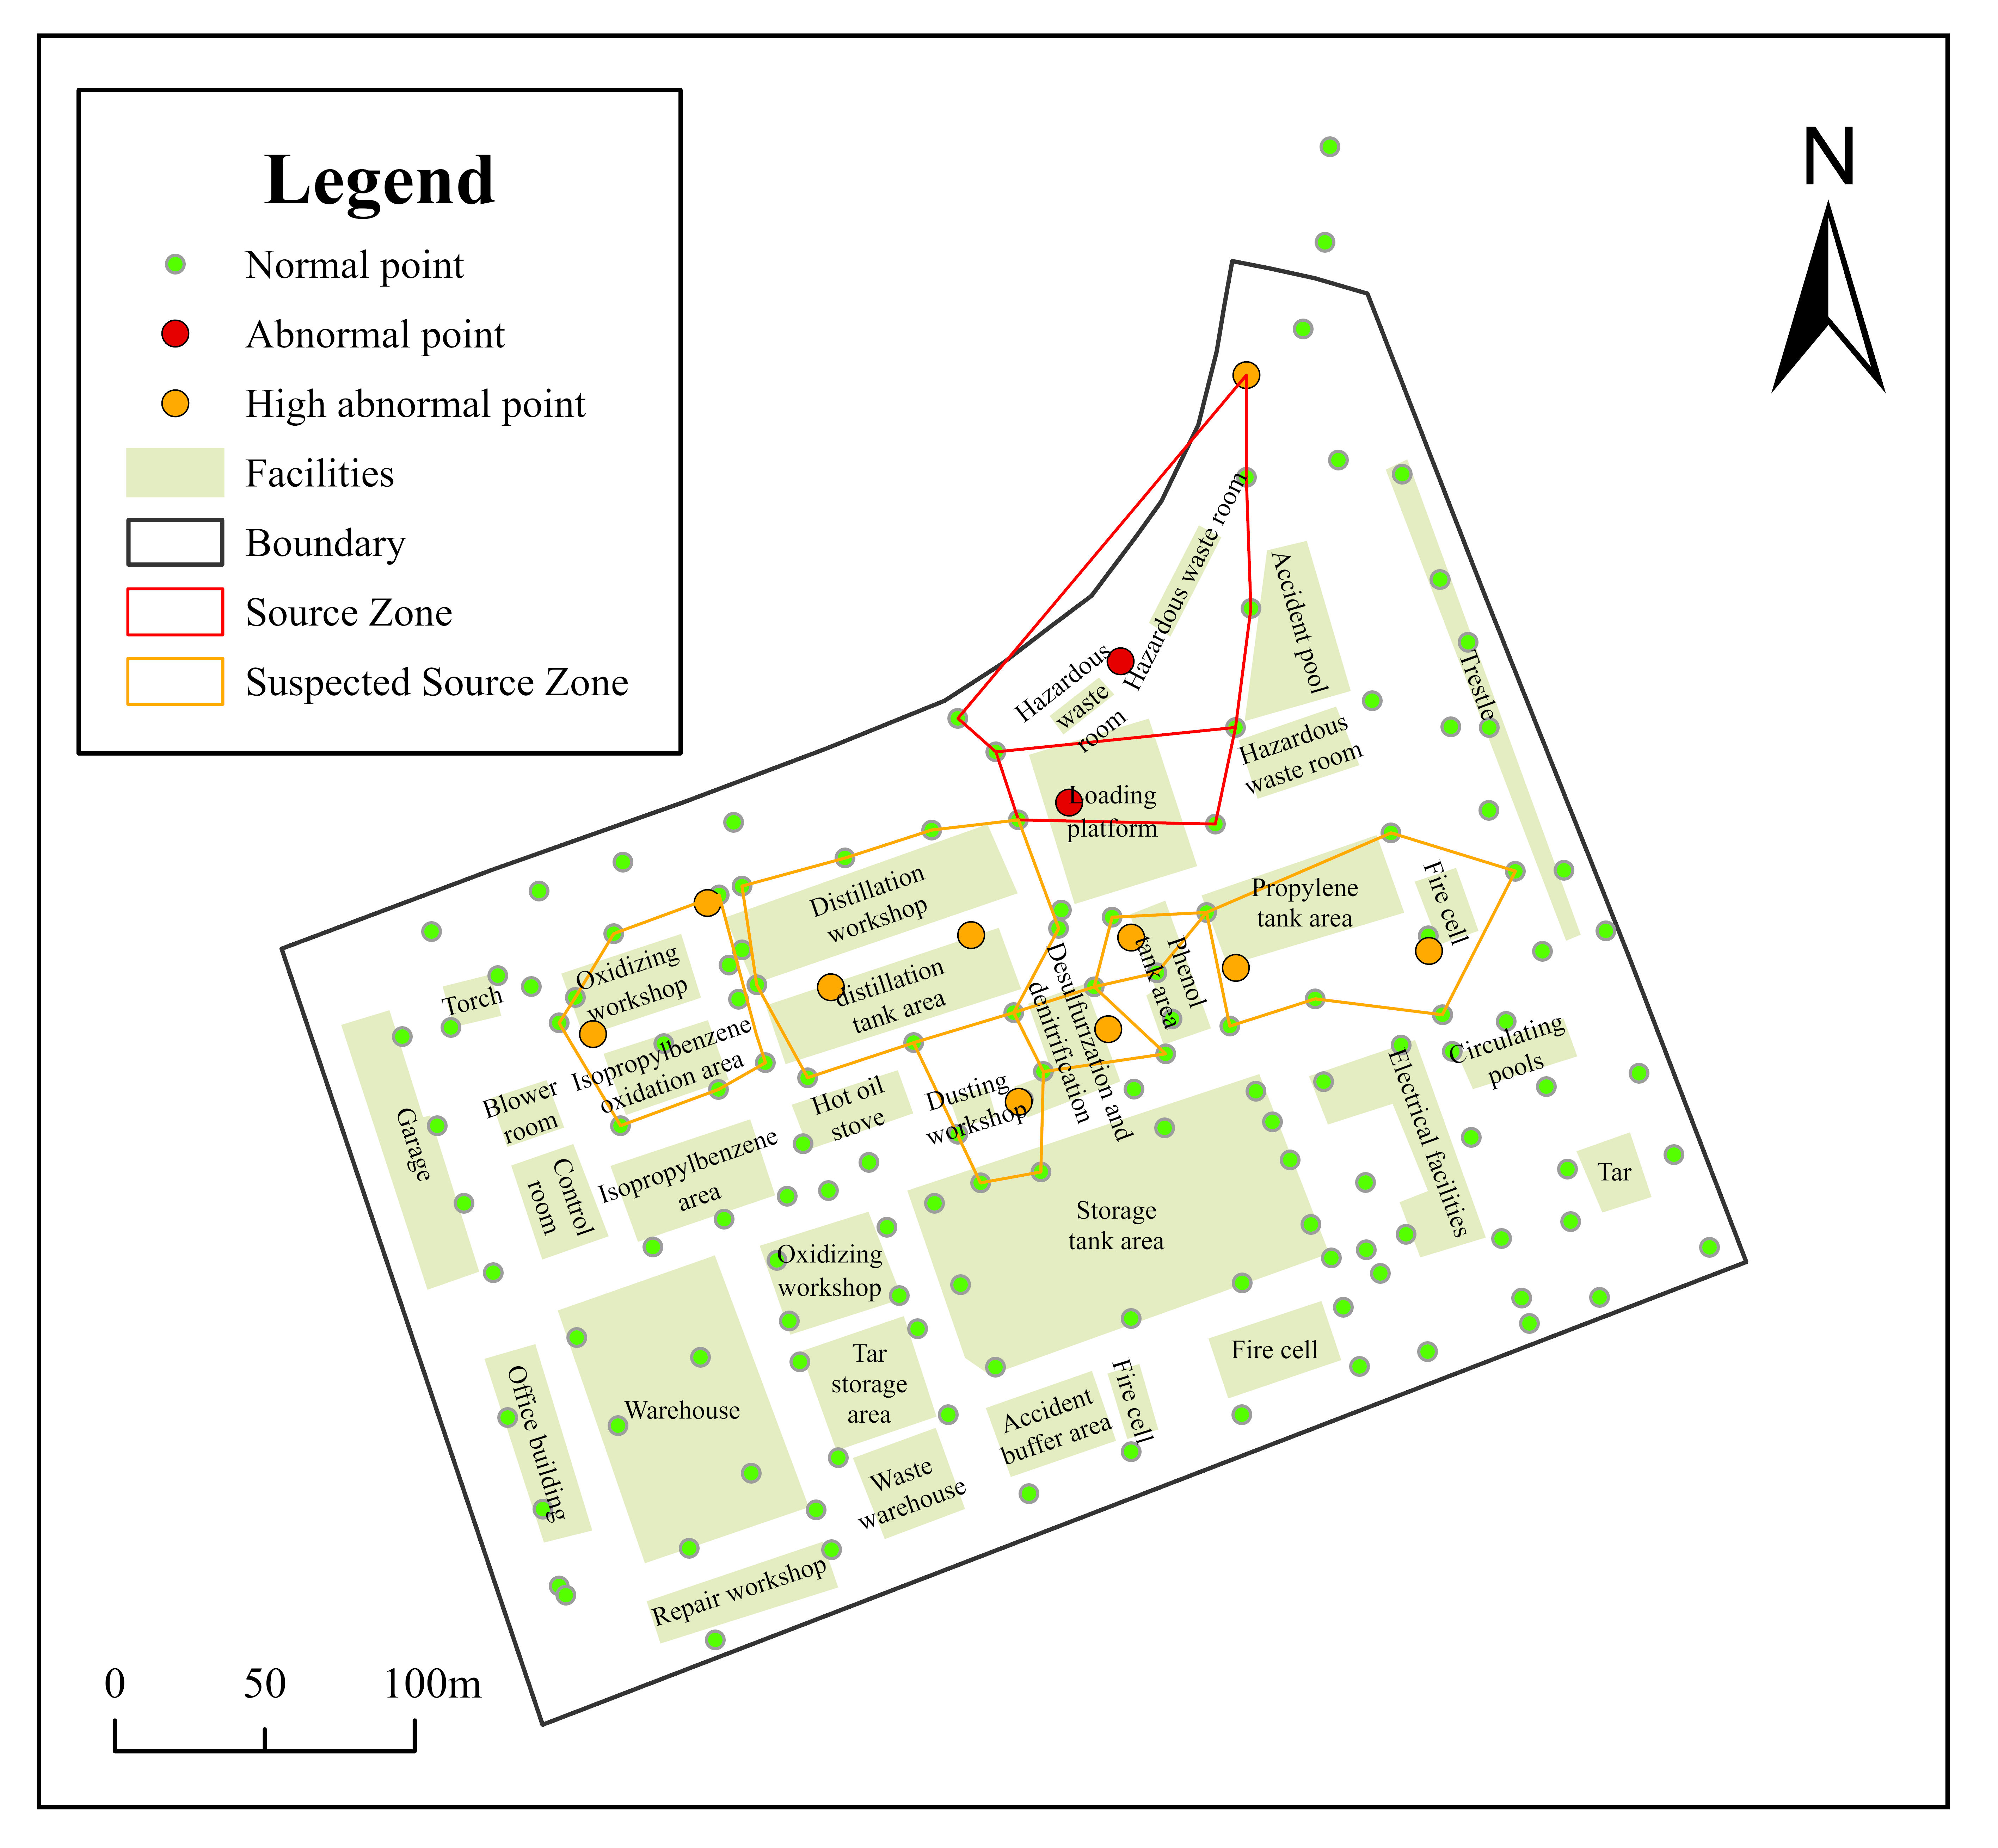 Legend
Normal point
Abnormal point
High abnormal point
Facilities
Boundary
Source Zone
Suspected Source Zone
N
Hazardous waste room
Accident pool
Trestle
Hazardous
waste
room
Hazardous
waste room
Loading
platform
Distillation
workshop
Propylene
tank area
Fire cell
Oxidizing
workshop
distillation
tank area
Phenol
tank area
Torch
Desulfurization and
denitrification
Isopropylbenzene
oxidation area
Circulating
pools
Blower
room
Hot oil
stove
Dusting
workshop
Electrical facilities
Garage
Control
room
Isopropylbenzene
area
Tar
Storage
tank area
Oxidizing
workshop
Fire cell
Tar
storage
area
Warehouse
Office building
Accident
buffer area
Fire cell
Waste
warehouse
Repair workshop
0 50 100m